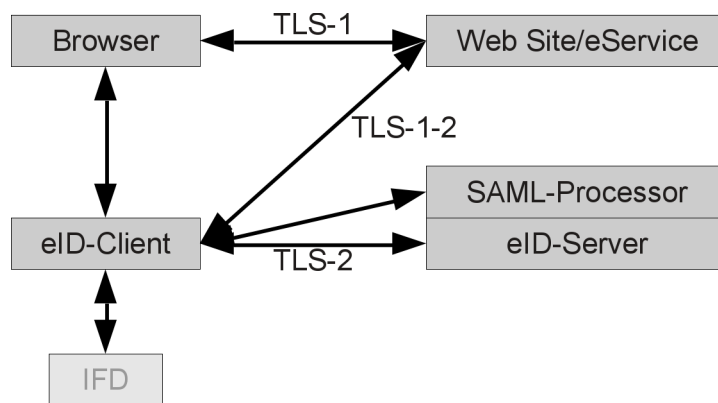 Browser
TLS-1
Web Site/eService
TLS-1-2
SAML-Processor
eID-Client
eID-Server
TLS-2
IFD